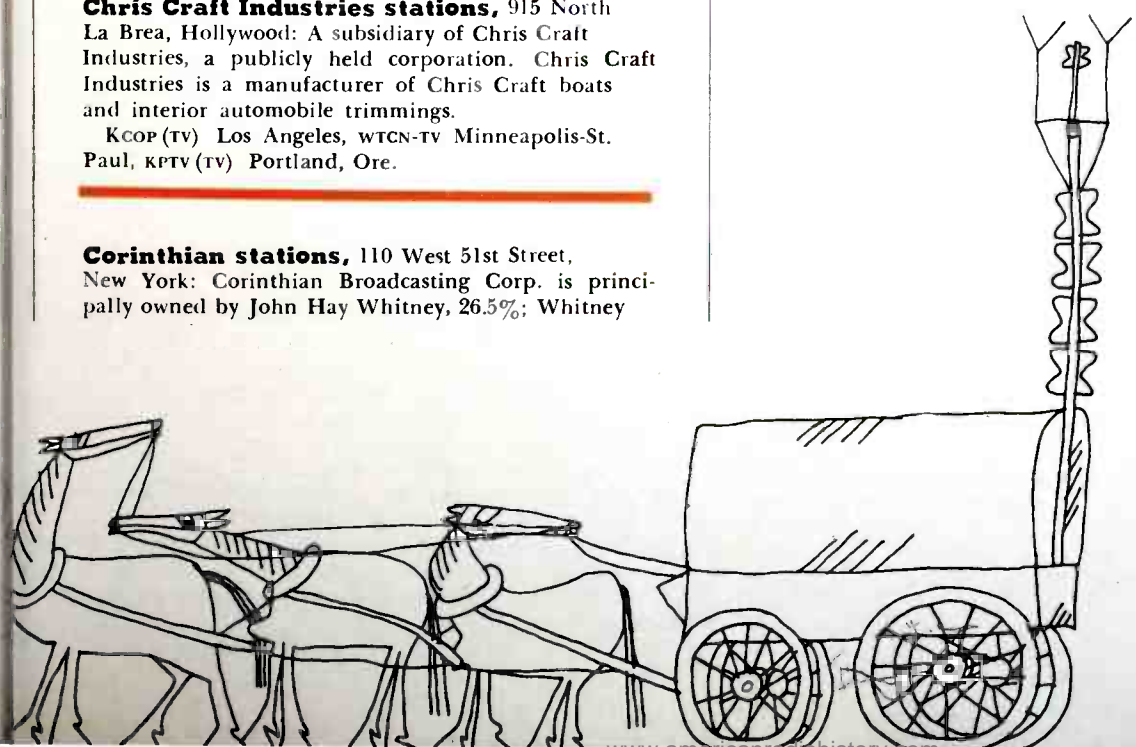 Chris Craft Industries stations, 915 North
La Brea, Hollywood: A subsidiary of Chris Craft
Industries, a publicly held corporation. Chris Craft
Industries is a manufacturer of Chris Craft boats
and interior automobile trimmings.
KCOP (TV) Los Angeles, WTCN-TV Minneapolis-St.
Paul, KPTV (TV) Portland, Ore.
Corinthian stations, 110 West 51st Street,
New York: Corinthian Broadcasting Corp. is princi-
pally owned by John Hay Whitney, 26.5%; Whitney
www.americanradiohistory.com